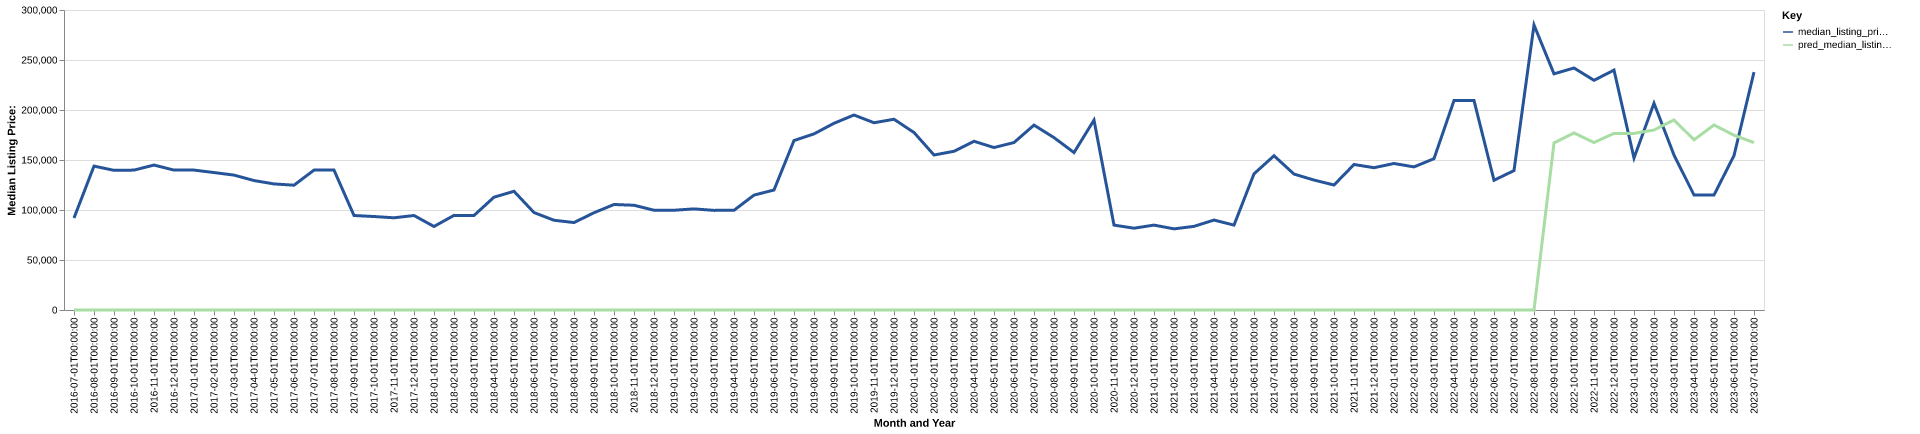 300,000
250,000
200,000
150,000
100,000
50,000
0
Median Listing Price:
2016-07-01T00:00:00
2016-08-01T00:00:00
2016-09-01T00:00:00
2016-10-01T00:00:00
2016-11-01T00:00:00
2016-12-01T00:00:00
2017-01-01T00:00:00
2017-02-01T00:00:00
2017-03-01T00:00:00
2017-04-01T00:00:00
2017-05-01T00:00:00
2017-06-01T00:00:00
2017-07-01T00:00:00
2017-08-01T00:00:00
2017-09-01T00:00:00
2017-10-01T00:00:00
2017-11-01T00:00:00
2017-12-01T00:00:00
2018-01-01T00:00:00
2018-02-01T00:00:00
2018-03-01T00:00:00
2018-04-01T00:00:00
2018-05-01T00:00:00
2018-06-01T00:00:00
2018-07-01T00:00:00
2018-08-01T00:00:00
2018-09-01T00:00:00
2018-10-01T00:00:00
2018-11-01T00:00:00
2018-12-01T00:00:00
2019-01-01T00:00:00
2019-02-01T00:00:00
2019-03-01T00:00:00
2019-04-01T00:00:00
2019-05-01T00:00:00
2019-06-01T00:00:00
2019-07-01T00:00:00
2019-08-01T00:00:00
2019-09-01T00:00:00
2019-10-01T00:00:00
2019-11-01T00:00:00
2019-12-01T00:00:00
2020-01-01T00:00:00
2020-02-01T00:00:00
2020-03-01T00:00:00
2020-04-01T00:00:00
2020-05-01T00:00:00
2020-06-01T00:00:00
2020-07-01T00:00:00
2020-08-01T00:00:00
2020-09-01T00:00:00
2020-10-01T00:00:00
2020-11-01T00:00:00
2020-12-01T00:00:00
2021-01-01T00:00:00
2021-02-01T00:00:00
2021-03-01T00:00:00
2021-04-01T00:00:00
2021-05-01T00:00:00
2021-06-01T00:00:00
2021-07-01T00:00:00
2021-08-01T00:00:00
2021-09-01T00:00:00
2021-10-01T00:00:00
2021-11-01T00:00:00
2021-12-01T00:00:00
2022-01-01T00:00:00
2022-02-01T00:00:00
2022-03-01T00:00:00
2022-04-01T00:00:00
2022-05-01T00:00:00
2022-06-01T00:00:00
2022-07-01T00:00:00
2022-08-01T00:00:00
2022-09-01T00:00:00
2022-10-01T00:00:00
2022-11-01T00:00:00
2022-12-01T00:00:00
2023-01-01T00:00:00
2023-02-01T00:00:00
2023-03-01T00:00:00
2023-04-01T00:00:00
2023-05-01T00:00:00
2023-06-01T00:00:00
2023-07-01T00:00:00
Month and Year
Key
median_listing_pri…
pred_median_listin…